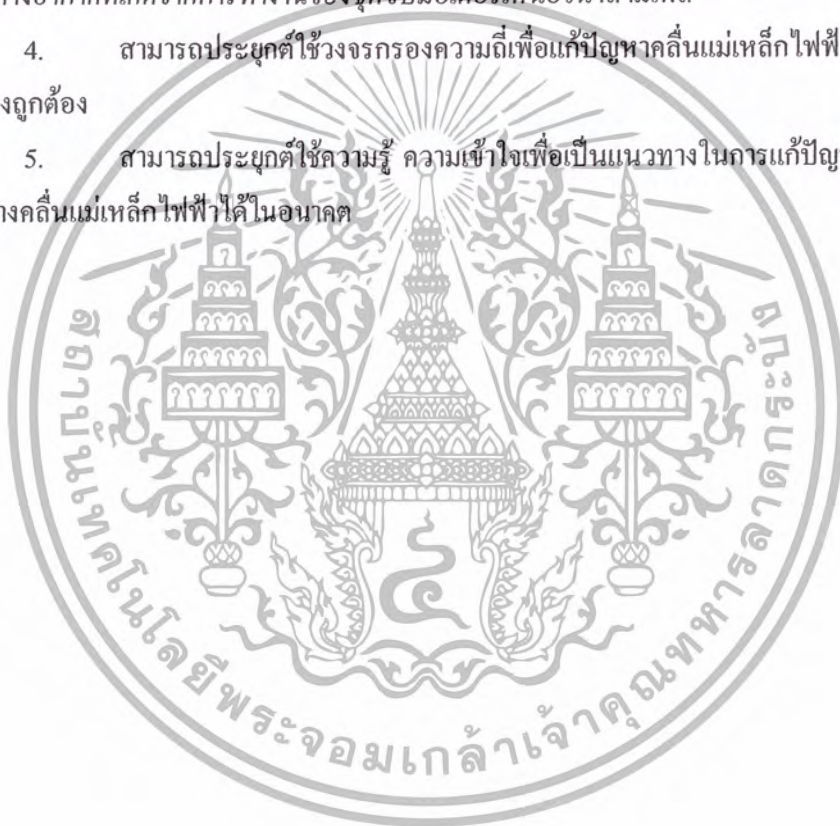 4. สามารถประยุกต์ใช้วงจรกรองความถี่เพื่อแก้ปัญหาคลื่นแม่เหล็กไฟฟ้
งถูกต้อง
5. สามารถประยุกต์ใช้ความรู้ ความเข้าใจเพื่อเป็นแนวทางในการแก้ปัญ
างคลื่นแม่เหล็กไฟฟ้าได้ในอนาคต
สถาบันเทคโนโลยีพระจอมเกล้าเจ้าคุณทหารลาดกระบัง